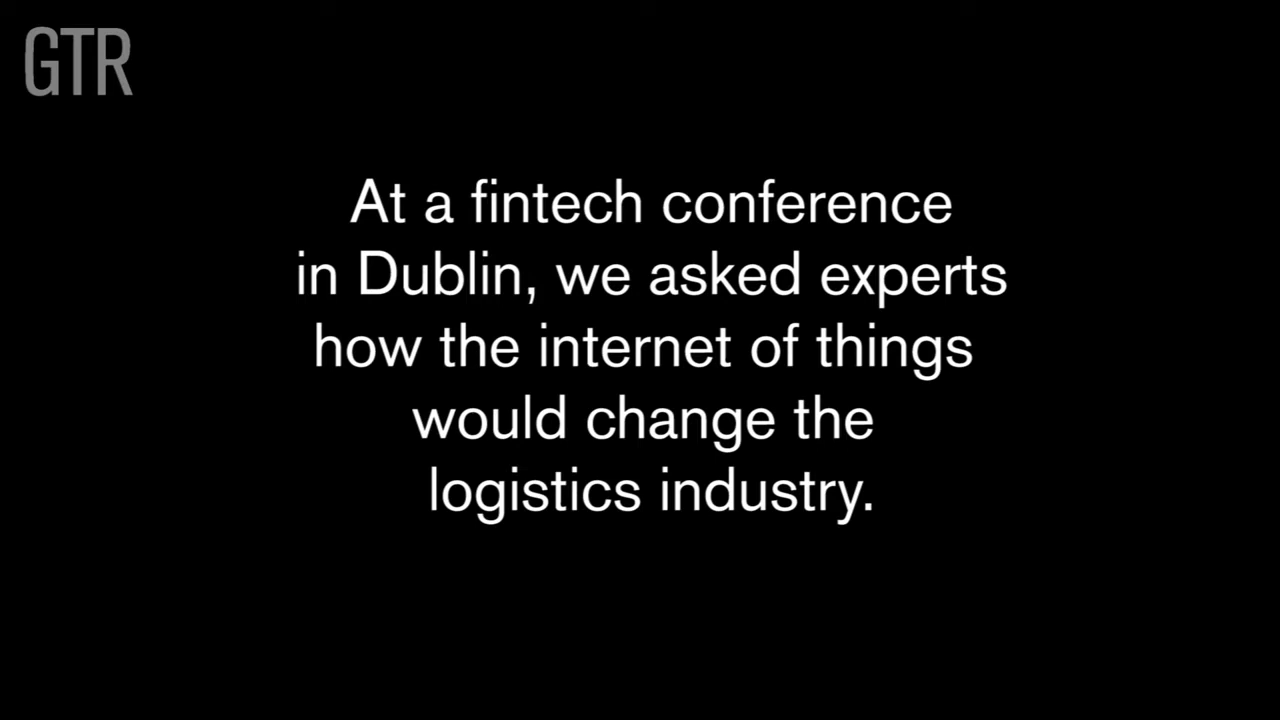 GTR
At a fintech conference
in Dublin, we asked experts
how the internet of things
would change the
logistics industry.